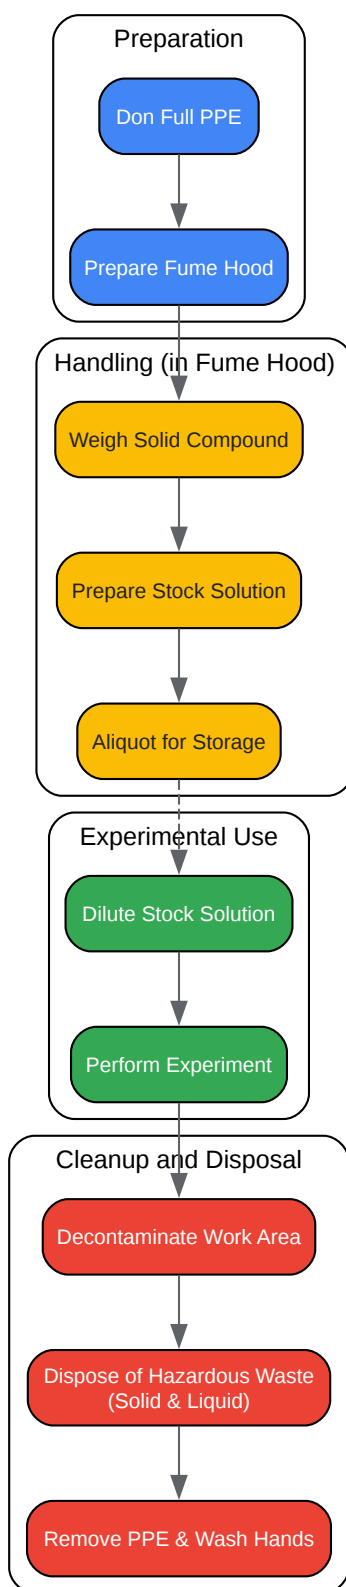 Preparation
Don Full PPE
Prepare Fume Hood
Handling (in Fume Hood)
Weigh Solid Compound
Prepare Stock Solution
Aliquot for Storage
Experimental Use
Dilute Stock Solution
Perform Experiment
Cleanup and Disposal
Decontaminate Work Area
Dispose of Hazardous Waste
(Solid & Liquid)
Remove PPE & Wash Hands